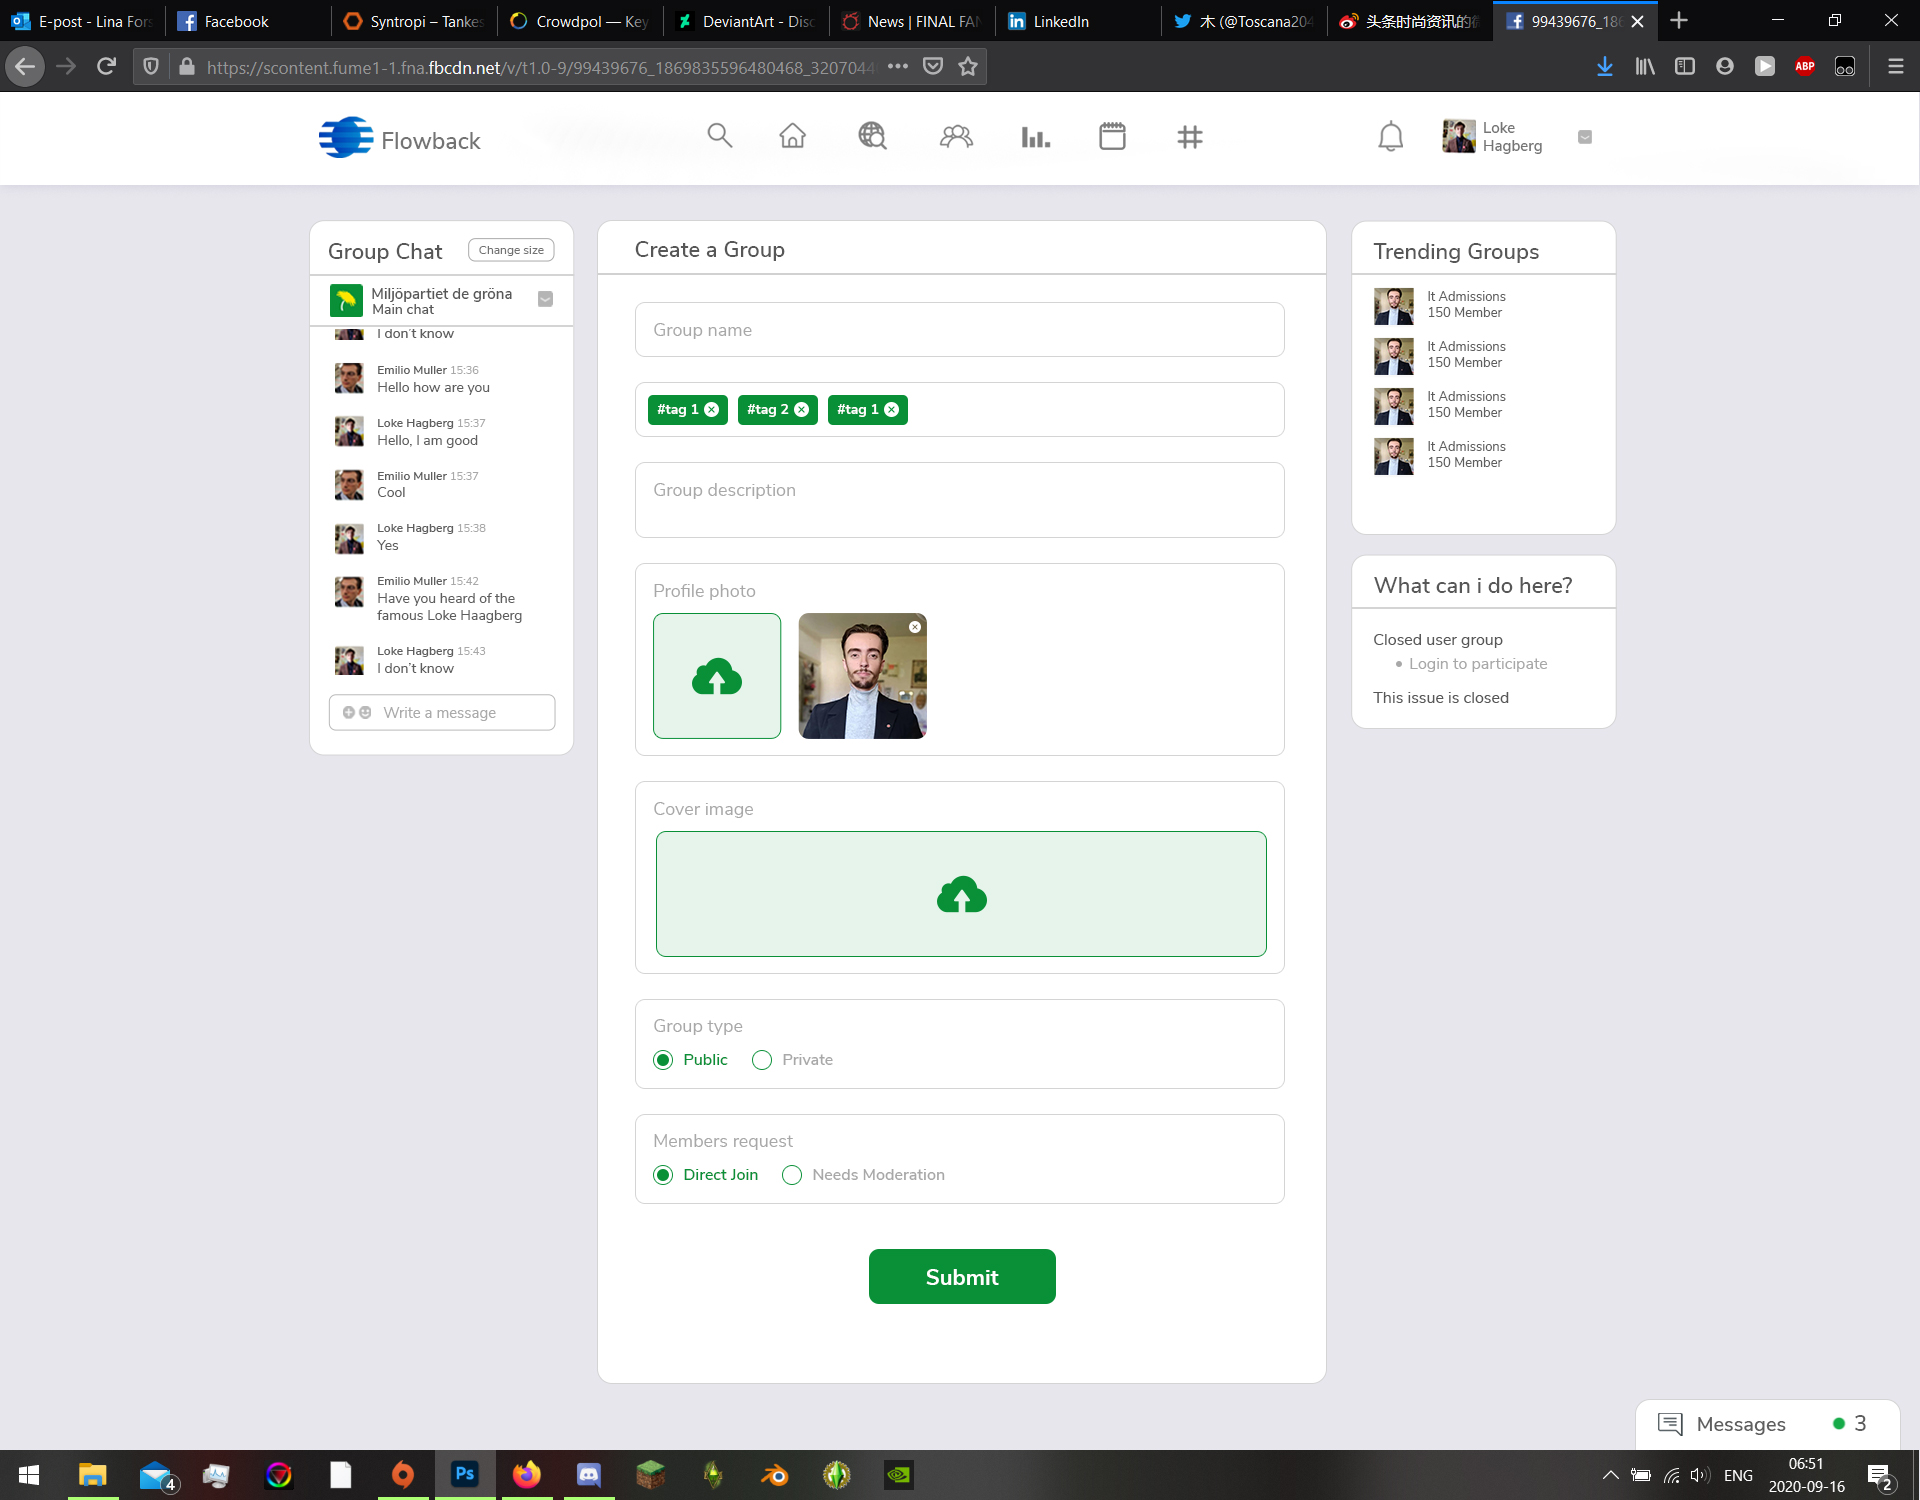 E-post - Lina Fors
Facebook
Syntropi – Tankes
Crowdpol — Key
DeviantArt - Disc
News | FINAL FAN
LinkedIn
木 (@Toscana204
头条时尚资讯的微
99439676_186
https://scontent.fume1-1.fna.fbcdn.net/v/t1.0-9/99439676_1869835596480468_3207044
ABP
Flowback
Loke
Hagberg
Group Chat
Change size
Miljöpartiet de gröna
Main chat
I don't know
Emilio Muller 15:36
Hello how are you
Loke Hagberg 15:37
Hello, I am good
Emilio Muller 15:37
Cool
Loke Hagberg 15:38
Yes
Emilio Muller 15:42
Have you heard of the
famous Loke Haagberg
Loke Hagberg 15:43
I don't know
Write a message
Create a Group
Group name
#tag 1
#tag 2
#tag 1
Group description
Profile photo
Cover image
Group type
Public
Private
Members request
Direct Join
Needs Moderation
Submit
Trending Groups
It Admissions
150 Member
It Admissions
150 Member
It Admissions
150 Member
It Admissions
150 Member
What can i do here?
Closed user group
• Login to participate
This issue is closed
Messages
3
4
Ps
ENG
06:51
2020-09-16
2